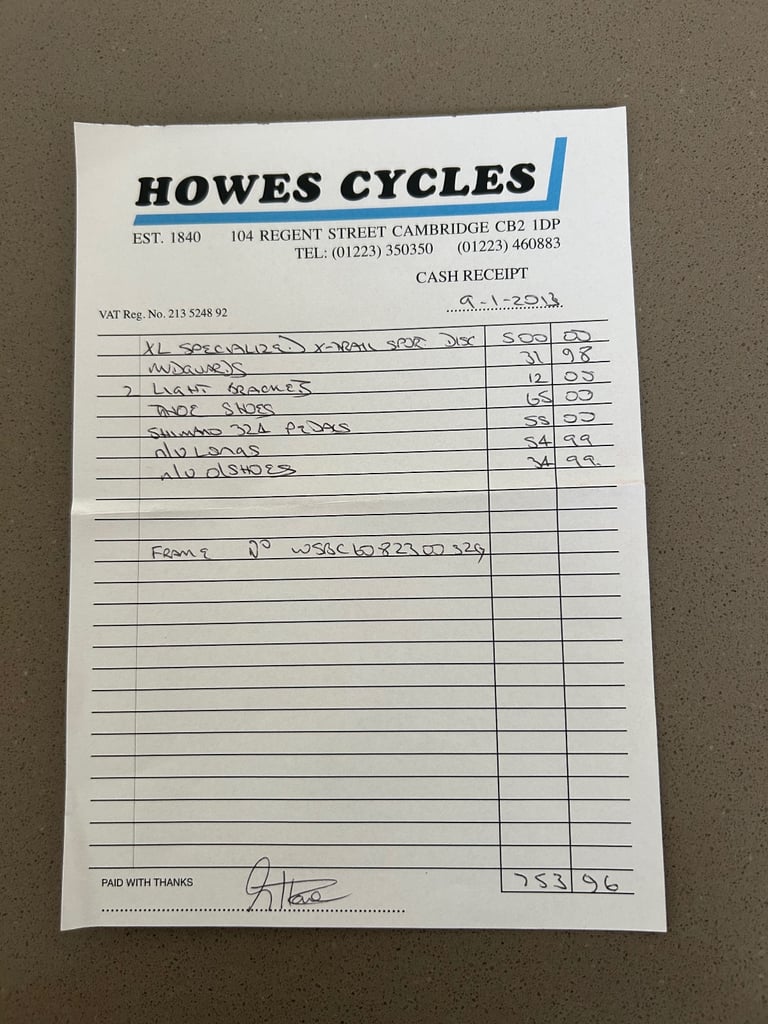 HOWES CYCLES
EST. 1840 104 REGENT STREET CAMBRIDGE CB2 1DP
TEL: (01223) 350350 (01223) 460883
CASH RECEIPT
9-1-2013
VAT Reg. No. 213 5248 92
XL SPECIALIZED X-TRAIL SPORT DISC 500 00
MUDGUARDS 31 98
2 LIGHT BRACKETS 12 00
SHOES 65 00
SHIMANO 324 PEDALS 55 00
LONGS 54 99
O/SHOES 34 99
FRAME No WSBC608230032
PAID WITH THANKS 753 96